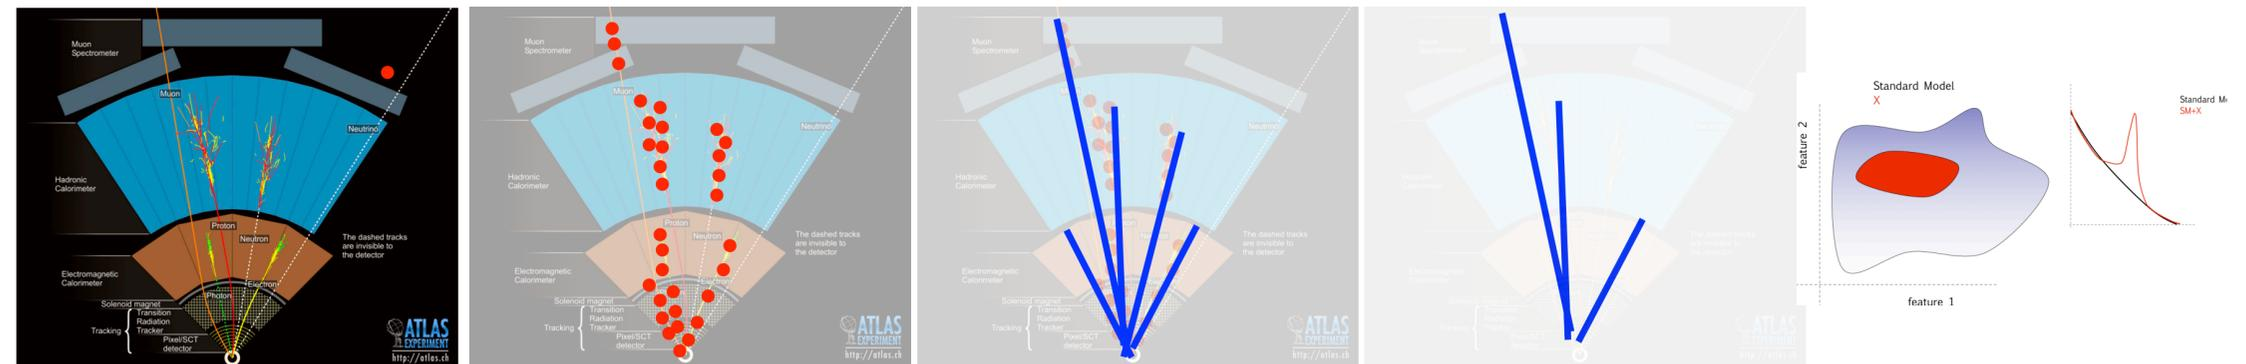 Muon
Spectrometer
Muon
Neutrino
Hadronic
Calorimeter
Proton
Neutron
The dashed tracks
are invisible to
the detector
Electromagnetic
Calorimeter
Photon
Electron
Solenoid magnet
Tracking
Transition
Radiation
Tracker
Pixel/SCT
detector
ATLAS
EXPERIMENT
http://atlas.ch
Muon
Spectrometer
Muon
Neutrino
Hadronic
Calorimeter
Proton
Neutron
The dashed tracks
are invisible to
the detector
Electromagnetic
Calorimeter
Electron
Solenoid magnet
Tracking
Transition
Radiation
Tracker
Pixel/SCT
detector
ATLAS
EXPERIMENT
http://atlas.ch
Muon
Spectrometer
Neutrino
Hadronic
Calorimeter
The dashed tracks
are invisible to
the detector
Electromagnetic
Calorimeter
Solenoid magnet
Tracking
Transition
Radiation
Tracker
Pixel/SCT
detector
ATLAS
EXPERIMENT
http://atlas.ch
Standard Model
X
feature 2
feature 1
Standard
SM+X